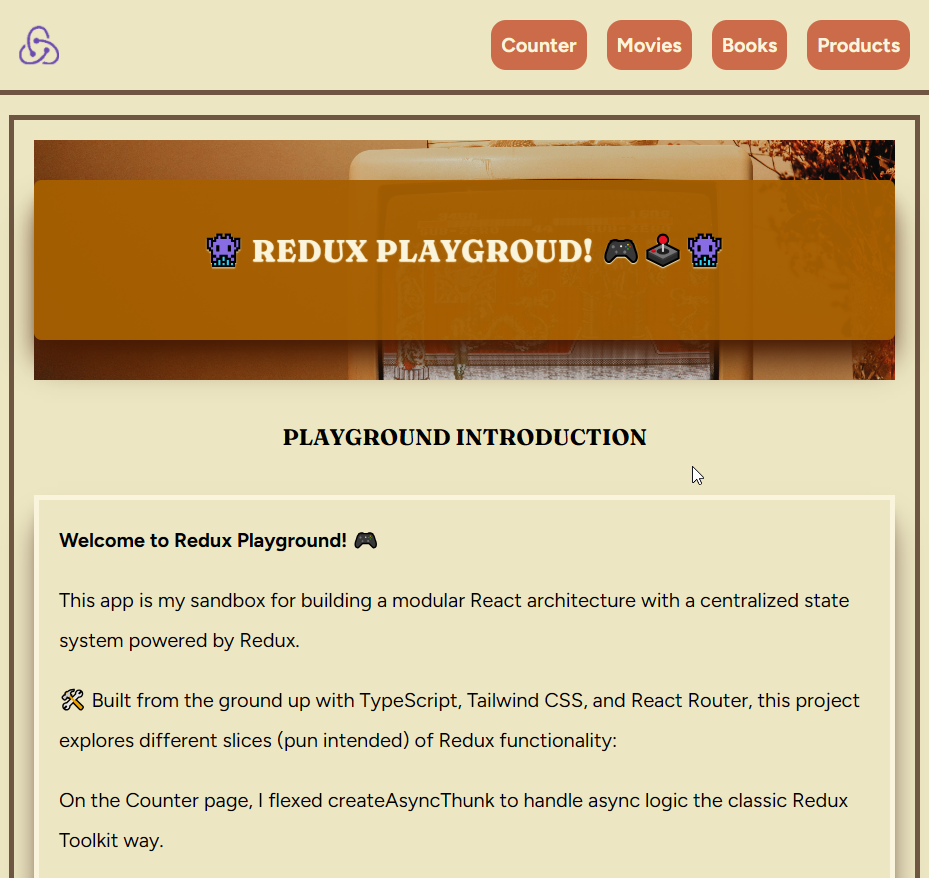 Counter Movies Books Products
👾 REDUX PLAYGROUD! 🎮 🕹️ 👾
PLAYGROUND INTRODUCTION
Welcome to Redux Playground! 🎮
This app is my sandbox for building a modular React architecture with a centralized state
system powered by Redux.
🛠️ Built from the ground up with TypeScript, Tailwind CSS, and React Router, this project
explores different slices (pun intended) of Redux functionality:
On the Counter page, I flexed createAsyncThunk to handle async logic the classic Redux
Toolkit way.